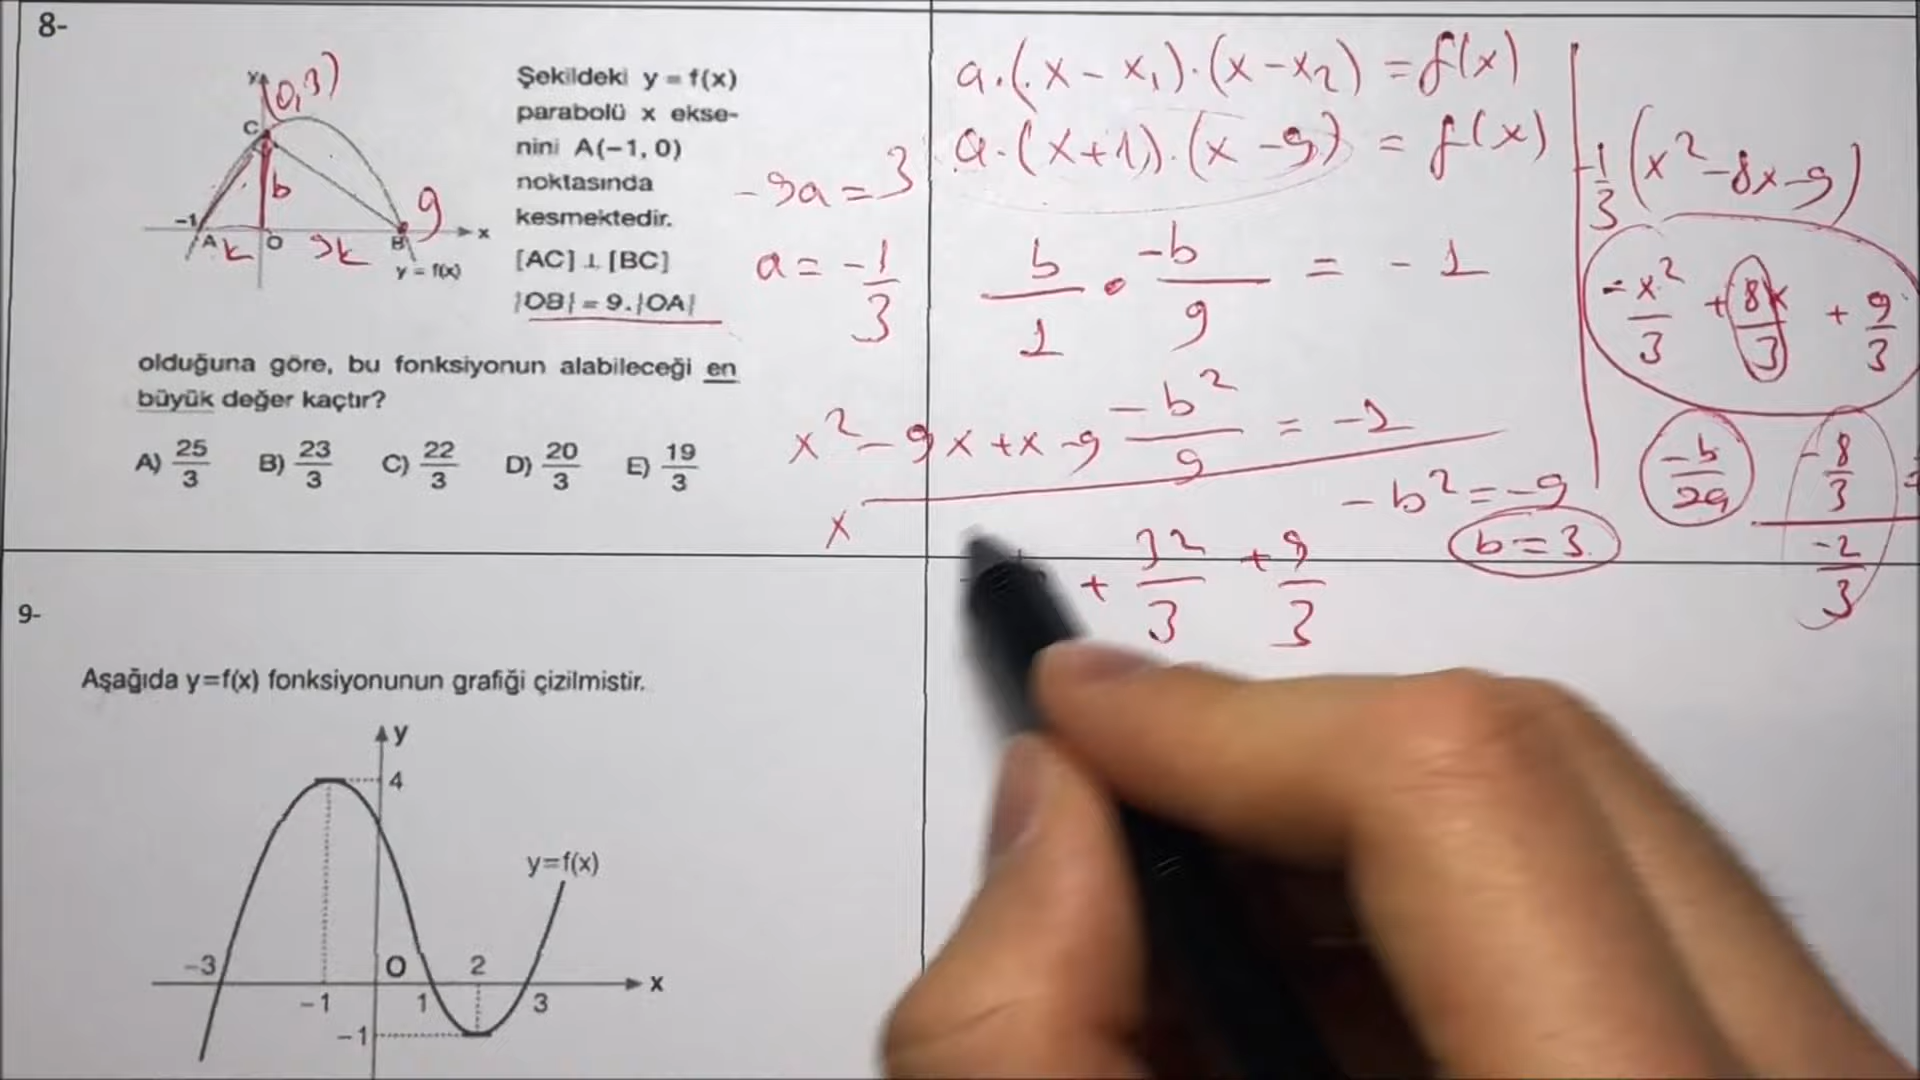 8-
y
(0,3)
C
b
-1
A
O
B
9
x
k
9k
y = f(x)
Şekildeki y = f(x)
parabolü x ekse-
nini A(−1, 0)
noktasında
kesmektedir.
[AC] ⊥ [BC]
|OB| = 9.|OA|
olduğuna göre, bu fonksiyonun alabileceği en
büyük değer kaçtır?
A) 25/3 B) 23/3 C) 22/3 D) 20/3 E) 19/3
-9a = 3
a = -1/3
a.(x-x₁).(x-x₂) = f(x)
a.(x+1).(x-9) = f(x)
b/1 . -b/9 = -1
-b²/9 = -1
x²-9x+x-9
x
-b² = -9
b = 3
-1/3 (x²-8x-9)
-x²/3 + 8x/3 + 9/3
-b/2a
-8/3
-2/3
+ 32/3 + 9/3
9-
Aşağıda y=f(x) fonksiyonunun grafiği çizilmistir.
y
4
y=f(x)
-3
O
2
x
-1
1
3
-1